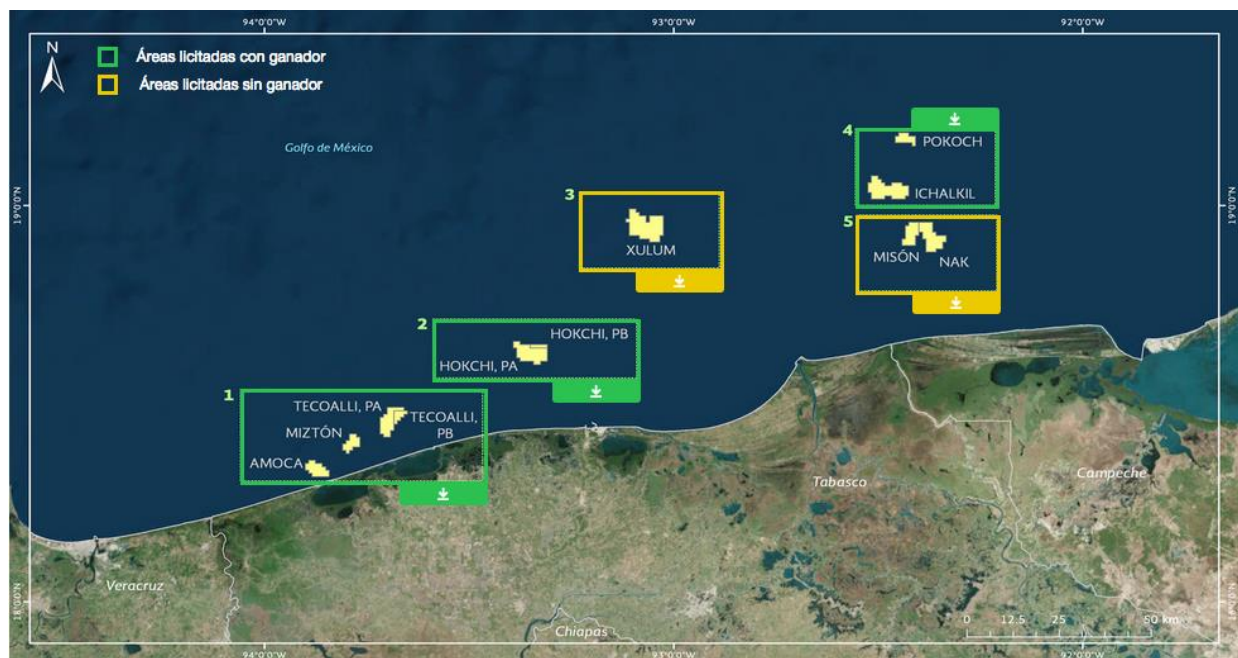 94°0'0"W
93°0'0"W
92°0'0"W
N
Áreas licitadas con ganador
Áreas licitadas sin ganador
Golfo de México
4
POKOCH
ICHALKIL
3
XULUM
19°0'0"N
19°0'0"N
5
MISÓN
NAK
2
HOKCHI, PB
HOKCHI, PA
1
TECOALLI, PA
TECOALLI,
PB
MIZTÓN
AMOCA
Tabasco
Campeche
Veracruz
Chiapas
18°0'0"N
18°0'0"N
0 12.5 25 50 km
94°0'0"W
93°0'0"W
92°0'0"W